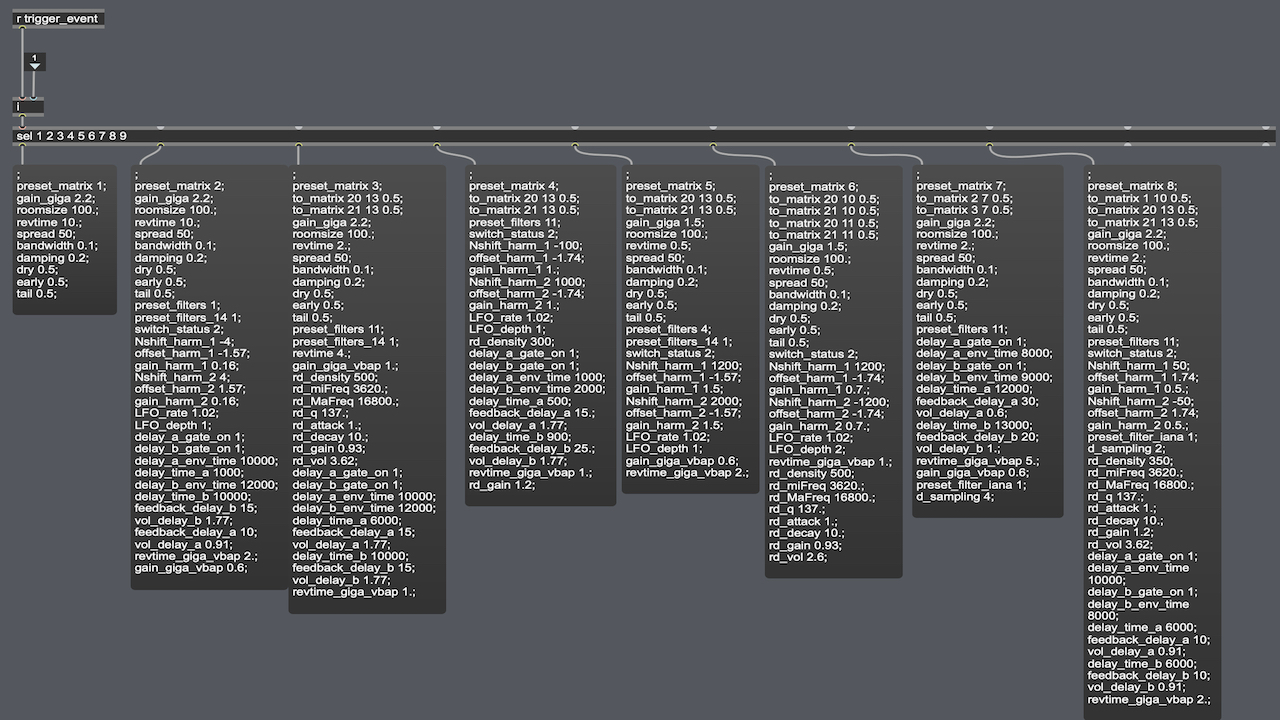 r trigger_event
1
i
sel 1 2 3 4 5 6 7 8 9
;
preset_matrix 1;
gain_giga 2.2;
roomsize 100.;
revtime 10.;
spread 50;
bandwidth 0.1;
damping 0.2;
dry 0.5;
early 0.5;
tail 0.5;
;
preset_matrix 2;
gain_giga 2.2;
roomsize 100.;
revtime 10.;
spread 50;
bandwidth 0.1;
damping 0.2;
dry 0.5;
early 0.5;
tail 0.5;
preset_filters 1;
preset_filters_14 1;
switch_status 2;
Nshift_harm_1 -4;
offset_harm_1 -1.57;
gain_harm_1 0.16;
Nshift_harm_2 4;
offset_harm_2 1.57;
gain_harm_2 0.16;
LFO_rate 1.02;
LFO_depth 1;
delay_a_gate_on 1;
delay_b_gate_on 1;
delay_a_env_time 10000;
delay_time_a 1000;
delay_b_env_time 12000;
delay_time_b 10000;
feedback_delay_b 15;
vol_delay_b 1.77;
feedback_delay_a 10;
vol_delay_a 0.91;
revtime_giga_vbap 2.;
gain_giga_vbap 0.6;
;
preset_matrix 3;
to_matrix 20 13 0.5;
to_matrix 21 13 0.5;
gain_giga 2.2;
roomsize 100.;
revtime 2.;
spread 50;
bandwidth 0.1;
damping 0.2;
dry 0.5;
early 0.5;
tail 0.5;
preset_filters 11;
preset_filters_14 1;
revtime 4.;
gain_giga_vbap 1.;
rd_density 500;
rd_miFreq 3620.;
rd_MaFreq 16800.;
rd_q 137.;
rd_attack 1.;
rd_decay 10.;
rd_gain 0.93;
rd_vol 3.62;
delay_a_gate_on 1;
delay_b_gate_on 1;
delay_a_env_time 10000;
delay_b_env_time 12000;
delay_time_a 6000;
feedback_delay_a 15;
vol_delay_a 1.77;
delay_time_b 10000;
feedback_delay_b 15;
vol_delay_b 1.77;
revtime_giga_vbap 1.;
;
preset_matrix 4;
to_matrix 20 13 0.5;
to_matrix 21 13 0.5;
preset_filters 11;
switch_status 2;
Nshift_harm_1 -100;
offset_harm_1 -1.74;
gain_harm_1 1.;
Nshift_harm_2 1000;
offset_harm_2 -1.74;
gain_harm_2 1.;
LFO_rate 1.02;
LFO_depth 1;
rd_density 300;
delay_a_gate_on 1;
delay_b_gate_on 1;
delay_a_env_time 1000;
delay_b_env_time 2000;
delay_time_a 500;
feedback_delay_a 15.;
vol_delay_a 1.77;
delay_time_b 900;
feedback_delay_b 25.;
vol_delay_b 1.77;
revtime_giga_vbap 1.;
rd_gain 1.2;
;
preset_matrix 5;
to_matrix 20 13 0.5;
to_matrix 21 13 0.5;
gain_giga 1.5;
roomsize 100.;
revtime 0.5;
spread 50;
bandwidth 0.1;
damping 0.2;
dry 0.5;
early 0.5;
tail 0.5;
preset_filters 4;
preset_filters_14 1;
switch_status 2;
Nshift_harm_1 1200;
offset_harm_1 -1.57;
gain_harm_1 1.5;
Nshift_harm_2 2000;
offset_harm_2 -1.57;
gain_harm_2 1.5;
LFO_rate 1.02;
LFO_depth 1;
gain_giga_vbap 0.6;
revtime_giga_vbap 2.;
;
preset_matrix 6;
to_matrix 20 10 0.5;
to_matrix 21 10 0.5;
to_matrix 20 11 0.5;
to_matrix 21 11 0.5;
gain_giga 1.5;
roomsize 100.;
revtime 0.5;
spread 50;
bandwidth 0.1;
damping 0.2;
dry 0.5;
early 0.5;
tail 0.5;
switch_status 2;
Nshift_harm_1 1200;
offset_harm_1 -1.74;
gain_harm_1 0.7.;
Nshift_harm_2 -1200;
offset_harm_2 -1.74;
gain_harm_2 0.7.;
LFO_rate 1.02;
LFO_depth 2;
revtime_giga_vbap 1.;
rd_density 500;
rd_miFreq 3620.;
rd_MaFreq 16800.;
rd_q 137.;
rd_attack 1.;
rd_decay 10.;
rd_gain 0.93;
rd_vol 2.6;
;
preset_matrix 7;
to_matrix 2 7 0.5;
to_matrix 3 7 0.5;
gain_giga 2.2;
roomsize 100.;
revtime 2.;
spread 50;
bandwidth 0.1;
damping 0.2;
dry 0.5;
early 0.5;
tail 0.5;
preset_filters 11;
delay_a_gate_on 1;
delay_a_env_time 8000;
delay_b_gate_on 1;
delay_b_env_time 9000;
delay_time_a 12000;
feedback_delay_a 30;
vol_delay_a 0.6;
delay_time_b 13000;
feedback_delay_b 20;
vol_delay_b 1.;
revtime_giga_vbap 5.;
gain_giga_vbap 0.6;
preset_filter_iana 1;
d_sampling 4;
;
preset_matrix 8;
to_matrix 1 10 0.5;
to_matrix 20 13 0.5;
to_matrix 21 13 0.5;
gain_giga 2.2;
roomsize 100.;
revtime 2.;
spread 50;
bandwidth 0.1;
damping 0.2;
dry 0.5;
early 0.5;
tail 0.5;
preset_filters 11;
switch_status 2;
Nshift_harm_1 50;
offset_harm_1 1.74;
gain_harm_1 0.5.;
Nshift_harm_2 -50;
offset_harm_2 1.74;
gain_harm_2 0.5.;
preset_filter_iana 1;
d_sampling 2;
rd_density 350;
rd_miFreq 3620.;
rd_MaFreq 16800.;
rd_q 137.;
rd_attack 1.;
rd_decay 10.;
rd_gain 1.2;
rd_vol 3.62;
delay_a_gate_on 1;
delay_a_env_time
10000;
delay_b_gate_on 1;
delay_b_env_time
8000;
delay_time_a 6000;
feedback_delay_a 10;
vol_delay_a 0.91;
delay_time_b 6000;
feedback_delay_b 10;
vol_delay_b 0.91;
revtime_giga_vbap 2.;